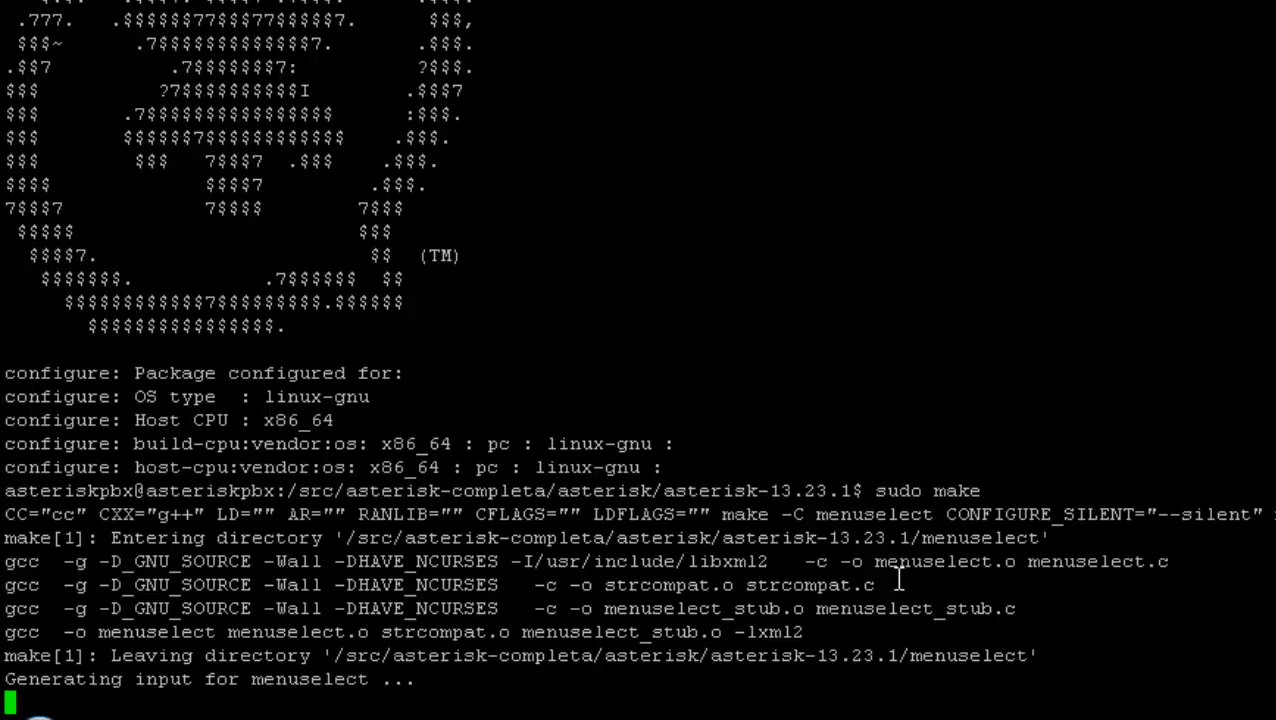 .777.     .$$$$$$77$$$77$$$$$7.         $$$,
$$$~         .7$$$$$$$$$$$$$7.          .$$$.
.$$7          .7$$$$$$$7:              ?$$$.
$$$          ?7$$$$$$$$$$I            .$$$7
$$$       .7$$$$$$$$$$$$$$$$          :$$$.
$$$       $$$$$$7$$$$$$$$$$$$        .$$$.
$$$        $$$   7$$$7  .$$$        .$$$.
$$$$             $$$$7             .$$$.
7$$$7            7$$$$            7$$$
$$$$$                             $$$
$$$$7.                            $$   (TM)
$$$$$$$.           .7$$$$$$  $$
$$$$$$$$$$$$7$$$$$$$$$.$$$$$$
$$$$$$$$$$$$$$$$.
configure: Package configured for:
configure: OS type  : linux-gnu
configure: Host CPU : x86_64
configure: build-cpu:vendor:os: x86_64 : pc : linux-gnu :
configure: host-cpu:vendor:os: x86_64 : pc : linux-gnu :
asteriskpbx@asteriskpbx:/src/asterisk-completa/asterisk/asterisk-13.23.1$ sudo make
CC="cc" CXX="g++" LD="" AR="" RANLIB="" CFLAGS="" LDFLAGS="" make -C menuselect CONFIGURE_SILENT="--silent"
make[1]: Entering directory '/src/asterisk-completa/asterisk/asterisk-13.23.1/menuselect'
gcc  -g -D_GNU_SOURCE -Wall -DHAVE_NCURSES -I/usr/include/libxml2   -c -o menuselect.o menuselect.c
gcc  -g -D_GNU_SOURCE -Wall -DHAVE_NCURSES   -c -o strcompat.o strcompat.c
gcc  -g -D_GNU_SOURCE -Wall -DHAVE_NCURSES   -c -o menuselect_stub.o menuselect_stub.c
gcc  -o menuselect menuselect.o strcompat.o menuselect_stub.o -lxml2
make[1]: Leaving directory '/src/asterisk-completa/asterisk/asterisk-13.23.1/menuselect'
Generating input for menuselect ...